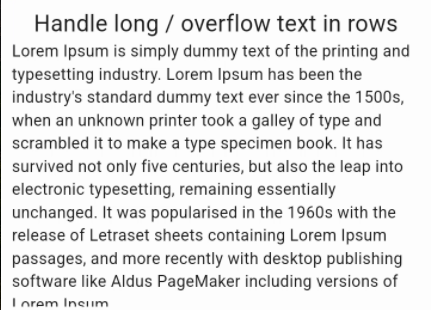 Handle long / overflow text in rows
Lorem Ipsum is simply dummy text of the printing and
typesetting industry. Lorem Ipsum has been the
industry's standard dummy text ever since the 1500s,
when an unknown printer took a galley of type and
scrambled it to make a type specimen book. It has
survived not only five centuries, but also the leap into
electronic typesetting, remaining essentially
unchanged. It was popularised in the 1960s with the
release of Letraset sheets containing Lorem Ipsum
passages, and more recently with desktop publishing
software like Aldus PageMaker including versions of
Lorem Ipsum